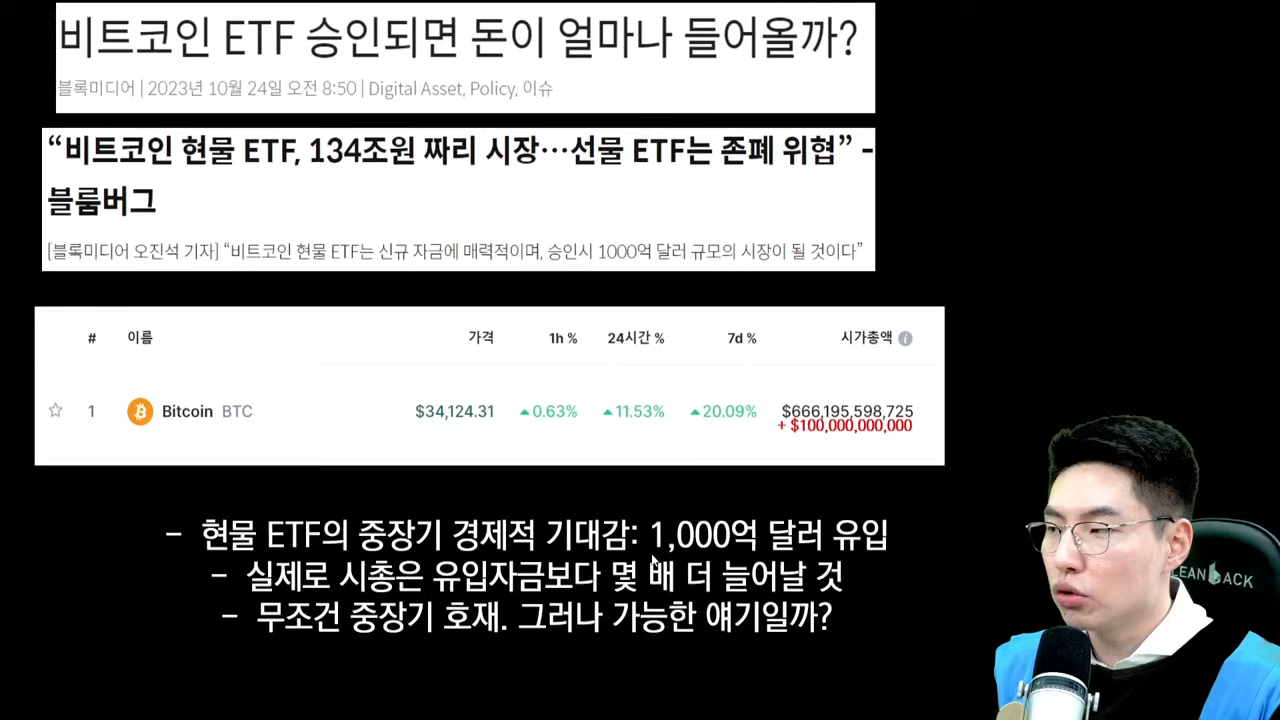 비트코인 ETF 승인되면 돈이 얼마나 들어올까?
블록미디어 | 2023년 10월 24일 오전 8:50 | Digital Asset, Policy, 이슈
“비트코인 현물 ETF, 134조원 짜리 시장…선물 ETF는 존폐 위협” -
블룸버그
[블록미디어 오진석 기자] “비트코인 현물 ETF는 신규 자금에 매력적이며, 승인시 1000억 달러 규모의 시장이 될 것이다”
# 이름 가격 1h % 24시간 % 7d % 시가총액
1 Bitcoin BTC $34,124.31 0.63% 11.53% 20.09% $666,195,598,725
+ $100,000,000,000
- 현물 ETF의 중장기 경제적 기대감: 1,000억 달러 유입
- 실제로 시총은 유입자금보다 몇 배 더 늘어날 것
- 무조건 중장기 호재. 그러나 가능한 얘기일까?